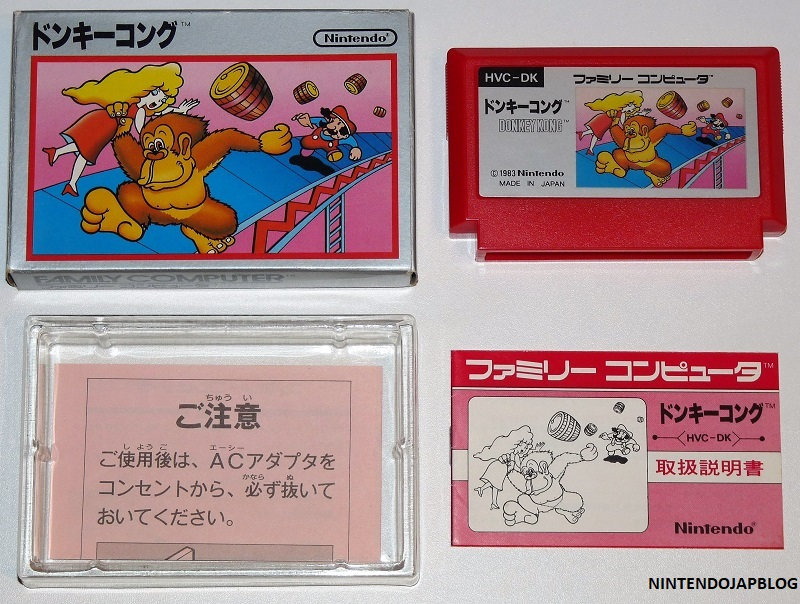 ドンキーコング™
Nintendo®
FAMILY COMPUTER™
HVC-DK
ファミリー コンピュータ™
ドンキーコング™
DONKEY KONG™
© 1983 Nintendo
MADE IN JAPAN
ちゅう い
ご注意
しようご エーシー
ご使用後は、ACアダプタを
かなら ぬ
コンセントから、必ず抜いて
おいてください。
ファミリー コンピュータ™
ドンキーコング™
HVC-DK
取扱説明書
Nintendo®
NINTENDOJAPBLOG